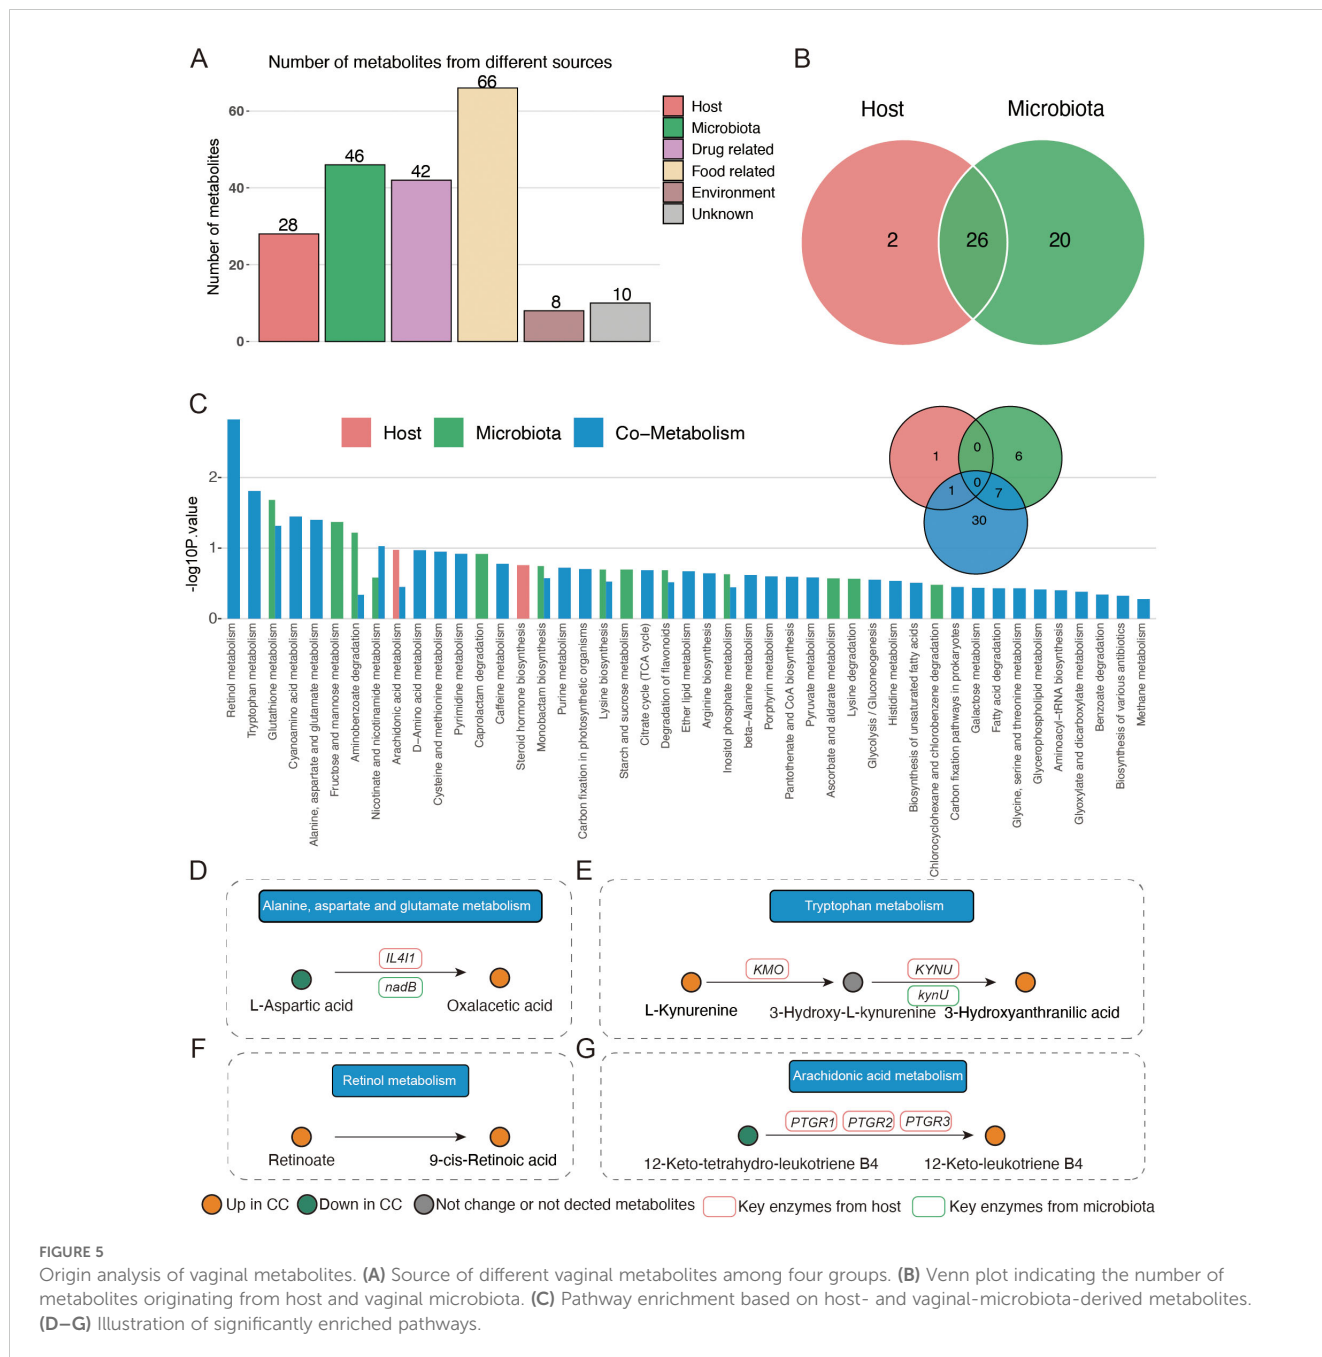 A
Number of metabolites from different sources
Number of metabolites
60
40
20
0
28
46
42
66
8
10
Host
Microbiota
Drug related
Food related
Environment
Unknown
B
Host
Microbiota
2
26
20
C
Host
Microbiota
Co-Metabolism
-log10P.value
2
1
0
1
0
6
0
1
7
30
Retinol metabolism
Tryptophan metabolism
Glutathione metabolism
Cyanoamino acid metabolism
Alanine, aspartate and glutamate metabolism
Fructose and mannose metabolism
Aminobenzoate degradation
Nicotinate and nicotinamide metabolism
Arachidonic acid metabolism
D-Amino acid metabolism
Cysteine and methionine metabolism
Pyrimidine metabolism
Caprolactam degradation
Caffeine metabolism
Steroid hormone biosynthesis
Monobactam biosynthesis
Purine metabolism
Carbon fixation in photosynthetic organisms
Lysine biosynthesis
Starch and sucrose metabolism
Citrate cycle (TCA cycle)
Degradation of flavonoids
Ether lipid metabolism
Arginine biosynthesis
Inositol phosphate metabolism
beta-Alanine metabolism
Porphyrin metabolism
Pantothenate and CoA biosynthesis
Pyruvate metabolism
Ascorbate and aldarate metabolism
Lysine degradation
Glycolysis / Gluconeogenesis
Histidine metabolism
Biosynthesis of unsaturated fatty acids
Chlorocyclohexane and chlorobenzene degradation
Carbon fixation pathways in prokaryotes
Galactose metabolism
Fatty acid degradation
Glycine, serine and threonine metabolism
Glycerophospholipid metabolism
Aminoacyl-tRNA biosynthesis
Glyoxylate and dicarboxylate metabolism
Benzoate degradation
Biosynthesis of various antibiotics
Methane metabolism
D
Alanine, aspartate and glutamate metabolism
IL4I1
nadB
L-Aspartic acid
Oxalacetic acid
E
Tryptophan metabolism
KMO
KYNU
kynU
L-Kynurenine
3-Hydroxy-L-kynurenine
3-Hydroxyanthranilic acid
F
Retinol metabolism
Retinoate
9-cis-Retinoic acid
G
Arachidonic acid metabolism
PTGR1
PTGR2
PTGR3
12-Keto-tetrahydro-leukotriene B4
12-Keto-leukotriene B4
Up in CC
Down in CC
Not change or not dected metabolites
Key enzymes from host
Key enzymes from microbiota
FIGURE 5
Origin analysis of vaginal metabolites. (A) Source of different vaginal metabolites among four groups. (B) Venn plot indicating the number of
metabolites originating from host and vaginal microbiota. (C) Pathway enrichment based on host- and vaginal-microbiota-derived metabolites.
(D–G) Illustration of significantly enriched pathways.